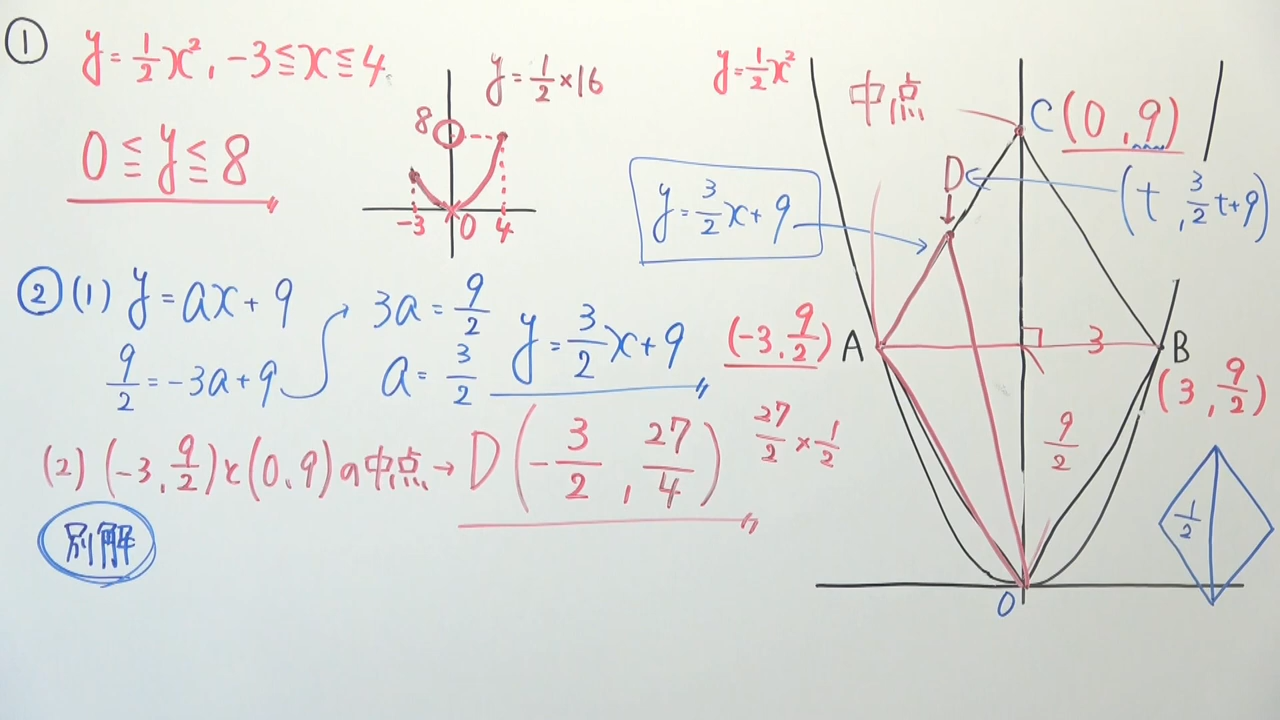 ① y=1/2x², -3≦x≦4
0≦y≦8
y=1/2×16
8
-3 0 4
② (1) y=ax+9
9/2=-3a+9
3a=9/2
a=3/2
y=3/2x+9
(2) (-3, 9/2)と(0, 9)の中点→D(-3/2, 27/4)
別解
y=1/2x²
中点
C(0, 9)
D
(t, 3/2t+9)
y=3/2x+9
(-3, 9/2) A
3
B
(3, 9/2)
27/2×1/2
9/2
1/2
O